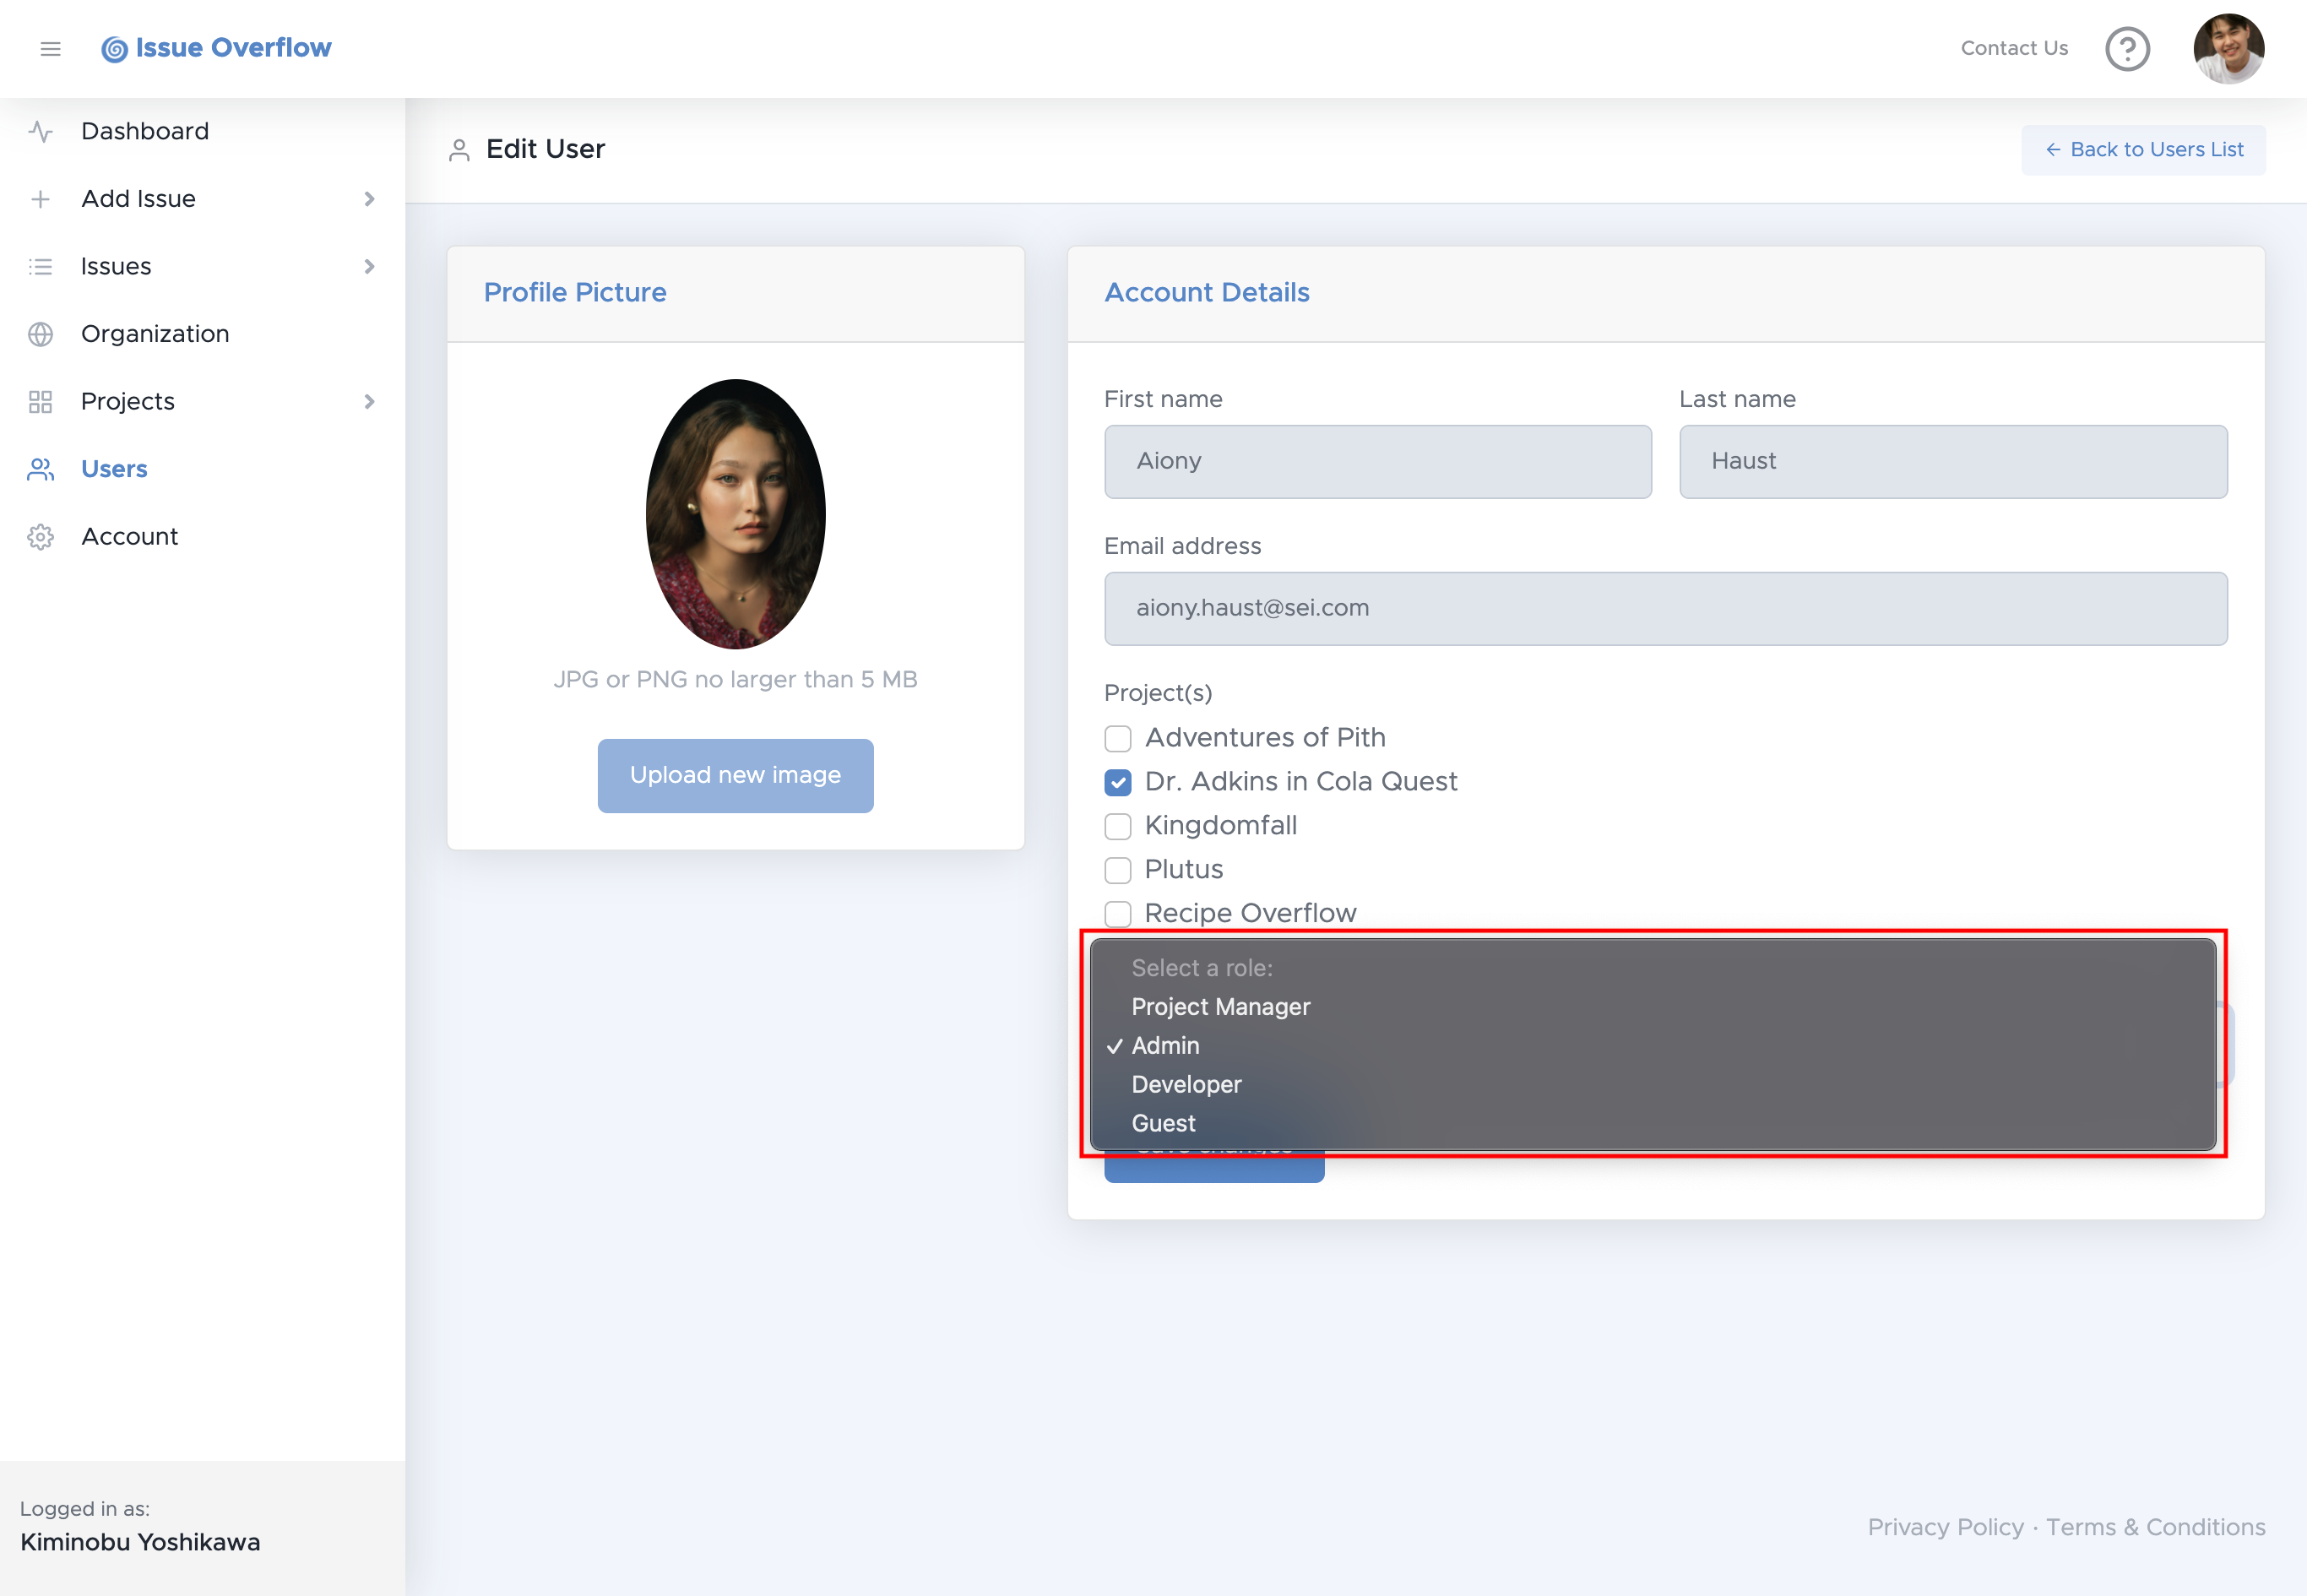 Issue Overflow
Contact Us
Dashboard
Add Issue
Issues
Organization
Projects
Users
Account
Logged in as:
Kiminobu Yoshikawa
Edit User
← Back to Users List
Profile Picture
JPG or PNG no larger than 5 MB
Upload new image
Account Details
First name
Last name
Aiony
Haust
Email address
aiony.haust@sei.com
Project(s)
Adventures of Pith
Dr. Adkins in Cola Quest
Kingdomfall
Plutus
Recipe Overflow
Select a role:
Project Manager
✓ Admin
Developer
Guest
Privacy Policy · Terms & Conditions